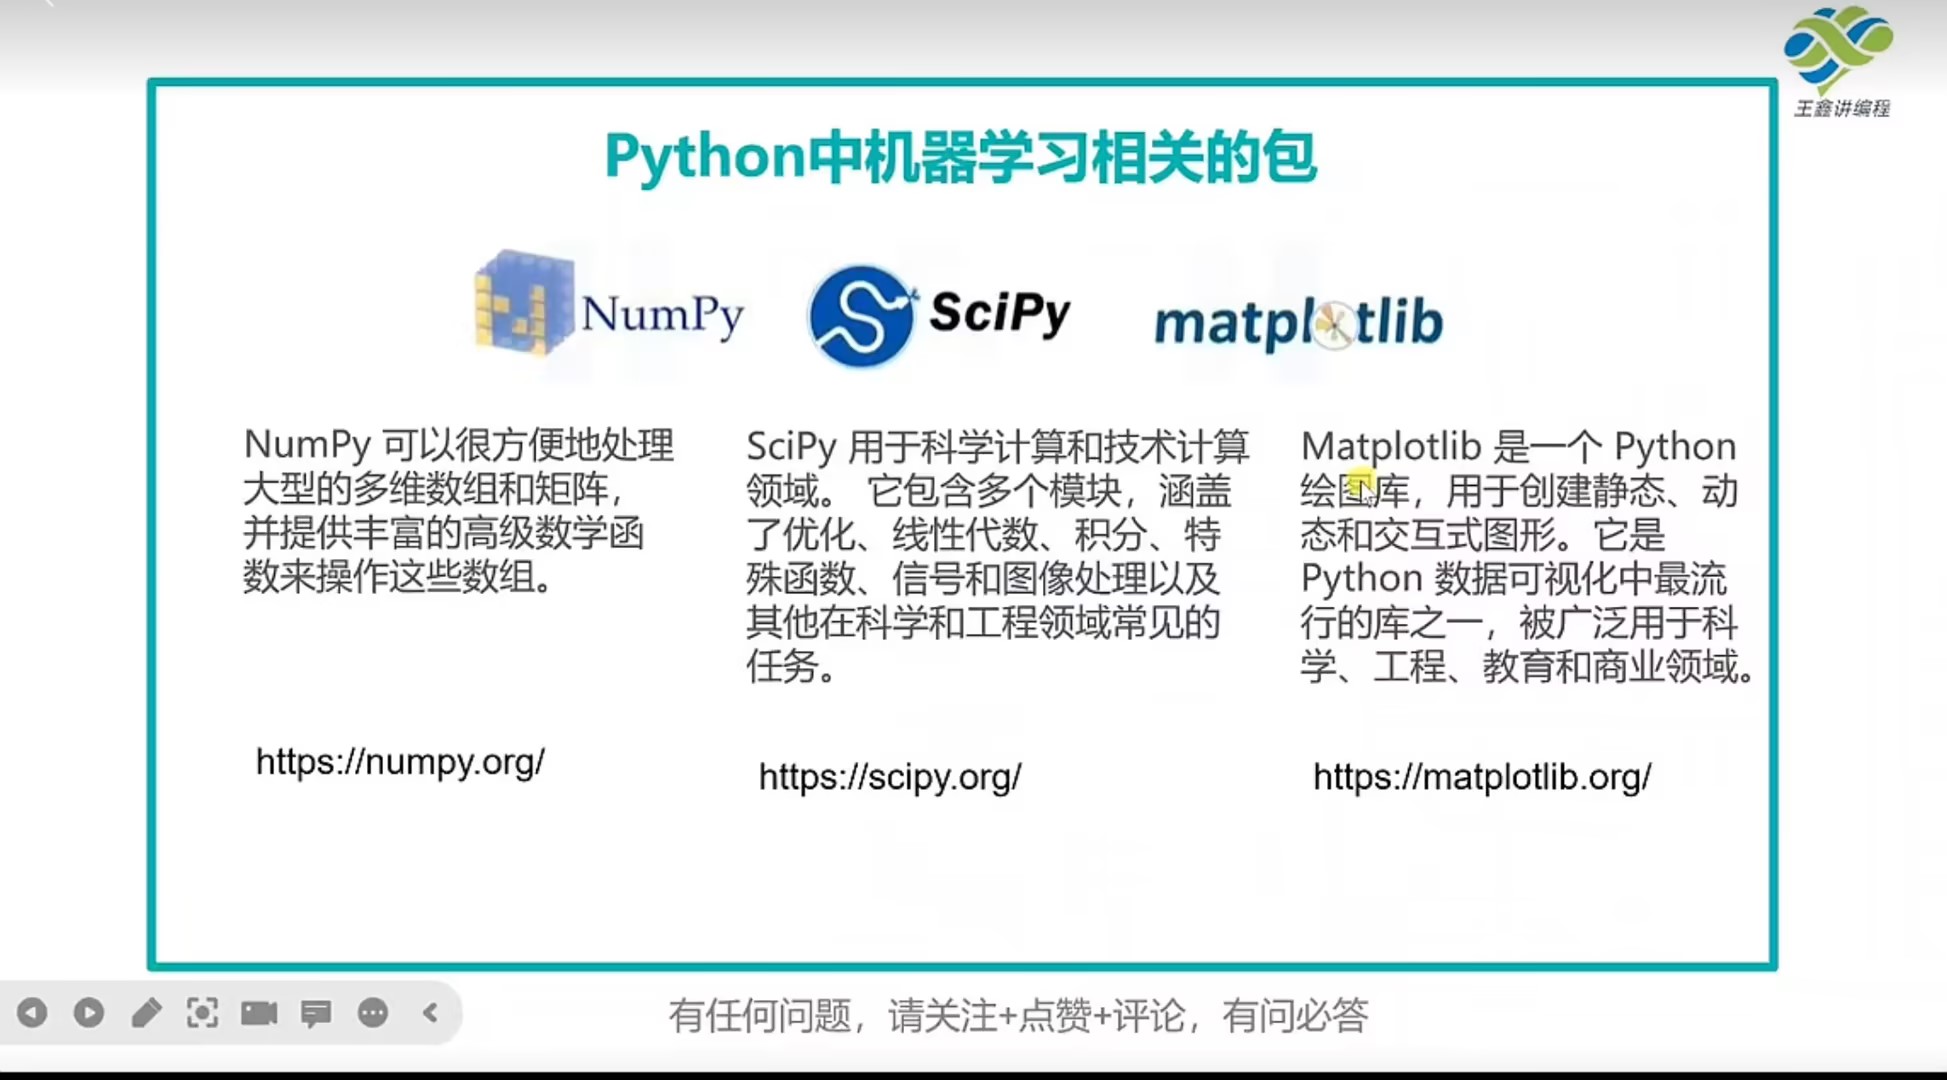 王鑫讲编程
Python中机器学习相关的包
NumPy
SciPy
matplotlib
NumPy 可以很方便地处理
大型的多维数组和矩阵，
并提供丰富的高级数学函
数来操作这些数组。
https://numpy.org/
SciPy 用于科学计算和技术计算
领域。 它包含多个模块，涵盖
了优化、线性代数、积分、特
殊函数、信号和图像处理以及
其他在科学和工程领域常见的
任务。
https://scipy.org/
Matplotlib 是一个 Python
绘图库，用于创建静态、动
态和交互式图形。它是
Python 数据可视化中最流
行的库之一，被广泛用于科
学、工程、教育和商业领域。
https://matplotlib.org/
有任何问题，请关注+点赞+评论，有问必答